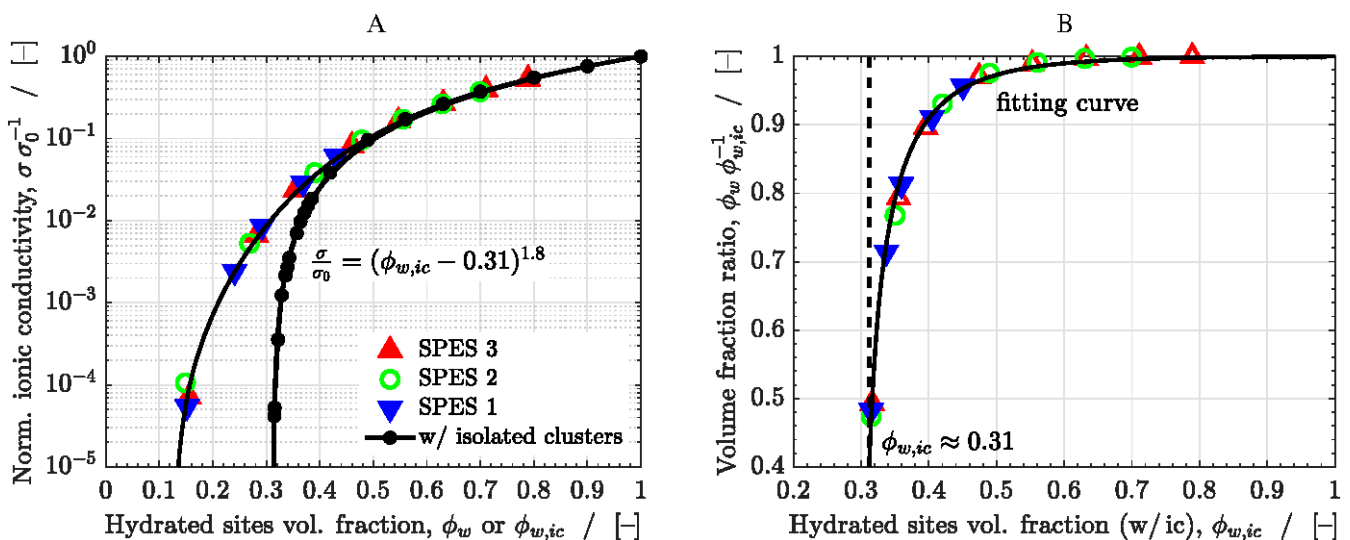 A
Norm. ionic conductivity, σ σ₀⁻¹ / [−]
10⁰
10⁻¹
10⁻²
10⁻³
10⁻⁴
10⁻⁵
σ/σ₀ = (ϕ_w,ic − 0.31)^1.8
SPES 3
SPES 2
SPES 1
w/ isolated clusters
0 0.1 0.2 0.3 0.4 0.5 0.6 0.7 0.8 0.9 1
Hydrated sites vol. fraction, ϕ_w or ϕ_w,ic / [−]
B
Volume fraction ratio, ϕ_w ϕ_w,ic⁻¹ / [−]
1
0.9
0.8
0.7
0.6
0.5
0.4
fitting curve
ϕ_w,ic ≈ 0.31
0.2 0.3 0.4 0.5 0.6 0.7 0.8 0.9 1
Hydrated sites vol. fraction (w/ ic), ϕ_w,ic / [−]